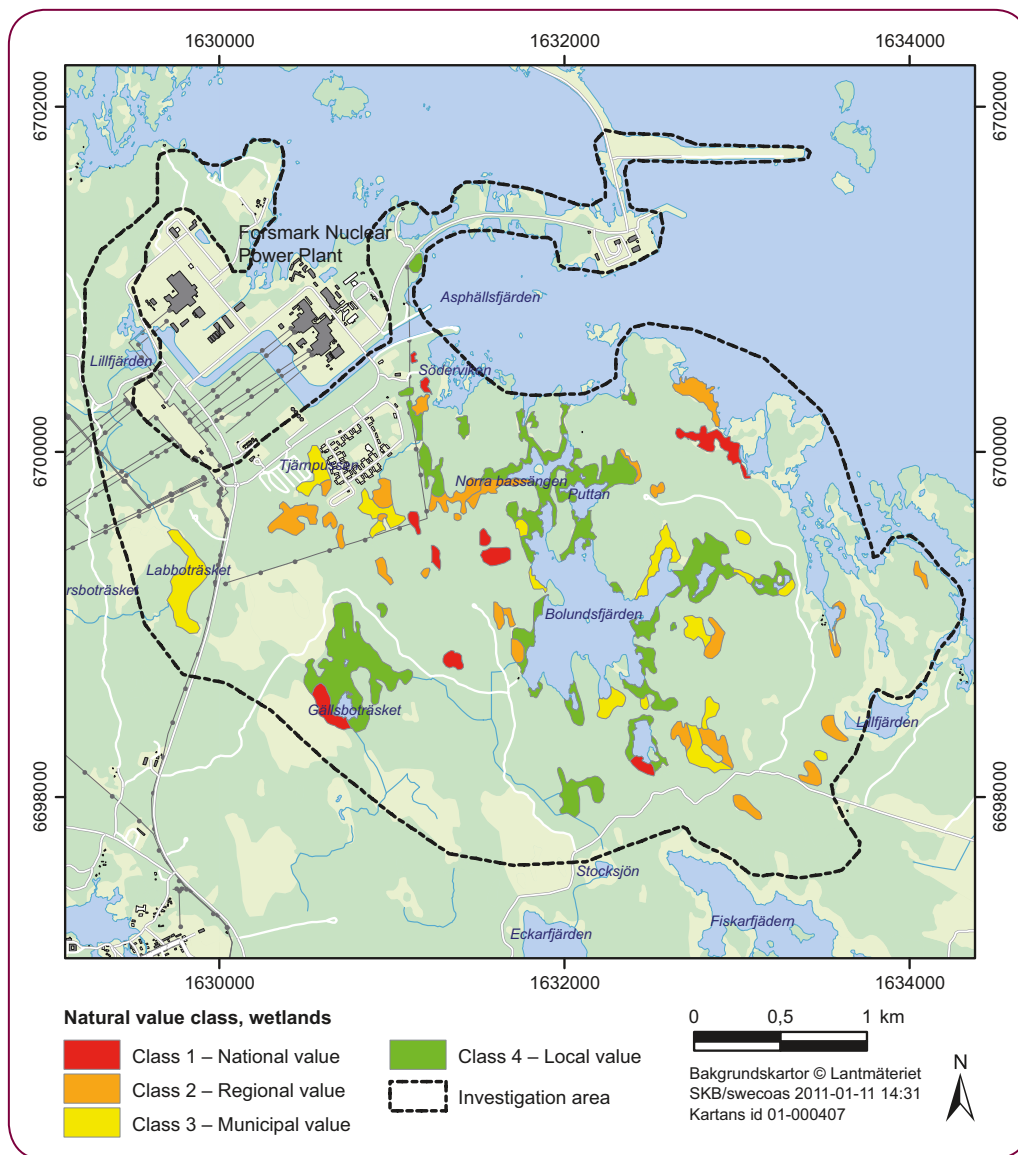 1630000
1632000
1634000
6702000
6702000
Forsmark Nuclear
Power Plant
Asphällsfjärden
Lillfjärden
Söderviken
6700000
6700000
Tjärnpussen
Norra bassängen
Puttan
Labboträsket
rsboträsket
Bolundsfjärden
Gällsboträsket
Lillfjärden
6698000
6698000
Stocksjön
Eckarfjärden
Fiskarfjädern
1630000
1632000
1634000
Natural value class, wetlands
Class 1 – National value
Class 2 – Regional value
Class 3 – Municipal value
Class 4 – Local value
Investigation area
0 0,5 1 km
Bakgrundskartor © Lantmäteriet
SKB/swecoas 2011-01-11 14:31
Kartans id 01-000407
N